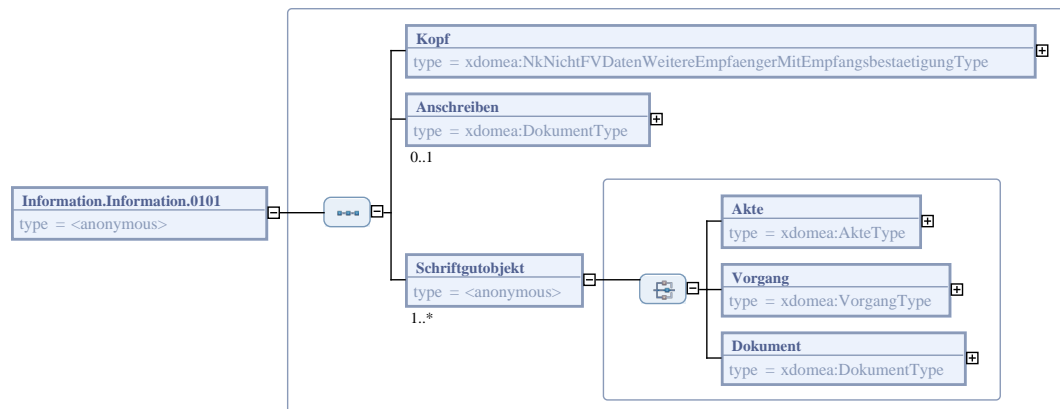 Kopf
type = xdomea:NkNichtFVDatenWeitereEmpfaengerMitEmpfangsbestaetigungType
Anschreiben
type = xdomea:DokumentType
0..1
Information.Information.0101
type = <anonymous>
Schriftgutobjekt
type = <anonymous>
1..*
Akte
type = xdomea:AkteType
Vorgang
type = xdomea:VorgangType
Dokument
type = xdomea:DokumentType